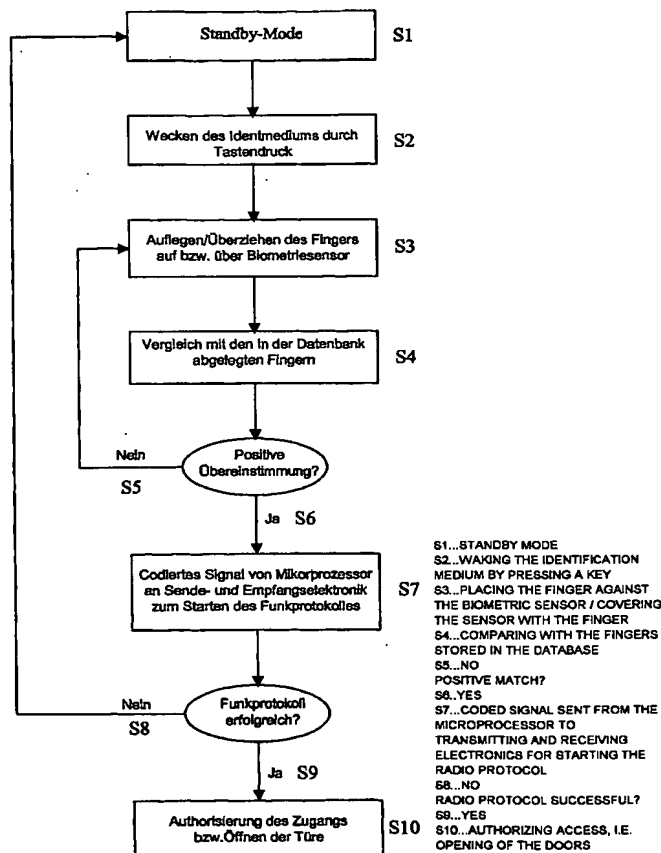 Standby-Mode
S1
Wecken des Identmediums durch
Tastendruck
S2
Auflegen/Überziehen des Fingers
auf bzw. über Biometriesensor
S3
Vergleich mit den in der Datenbank
abgelegten Fingern
S4
Positive
Übereinstimmung?
Nein
S5
Ja S6
Codiertes Signal von Mikorprozessor
an Sende- und Empfangselektronik
zum Starten des Funkprotokolles
S7
Funkprotokoll
erfolgreich?
Nein
S8
Ja S9
Authorisierung des Zugangs
bzw.Öffnen der Türe
S10
S1...STANDBY MODE
S2...WAKING THE IDENTIFICATION
MEDIUM BY PRESSING A KEY
S3...PLACING THE FINGER AGAINST
THE BIOMETRIC SENSOR / COVERING
THE SENSOR WITH THE FINGER
S4...COMPARING WITH THE FINGERS
STORED IN THE DATABASE
S5...NO
POSITIVE MATCH?
S6...YES
S7...CODED SIGNAL SENT FROM THE
MICROPROCESSOR TO
TRANSMITTING AND RECEIVING
ELECTRONICS FOR STARTING THE
RADIO PROTOCOL
S8...NO
RADIO PROTOCOL SUCCESSFUL?
S9...YES
S10...AUTHORIZING ACCESS, I.E.
OPENING OF THE DOORS